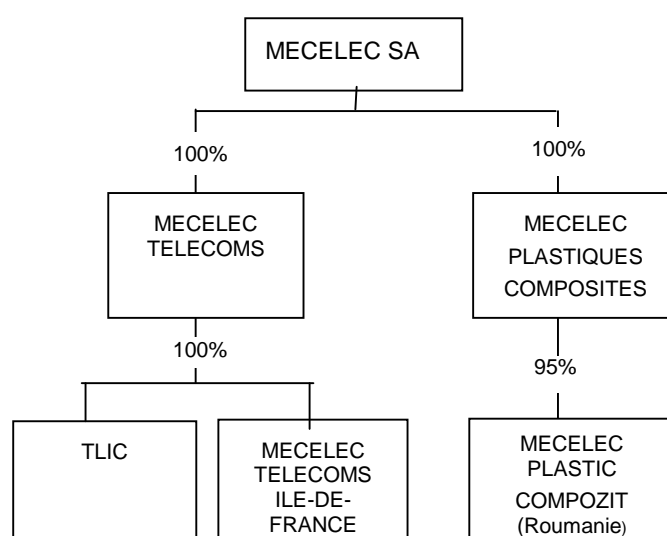 MECELEC SA
100%
100%
MECELEC
TELECOMS
MECELEC
PLASTIQUES
COMPOSITES
100%
95%
TLIC
MECELEC
TELECOMS
ILE-DE-
FRANCE
MECELEC
PLASTIC
COMPOZIT
(Roumanie)